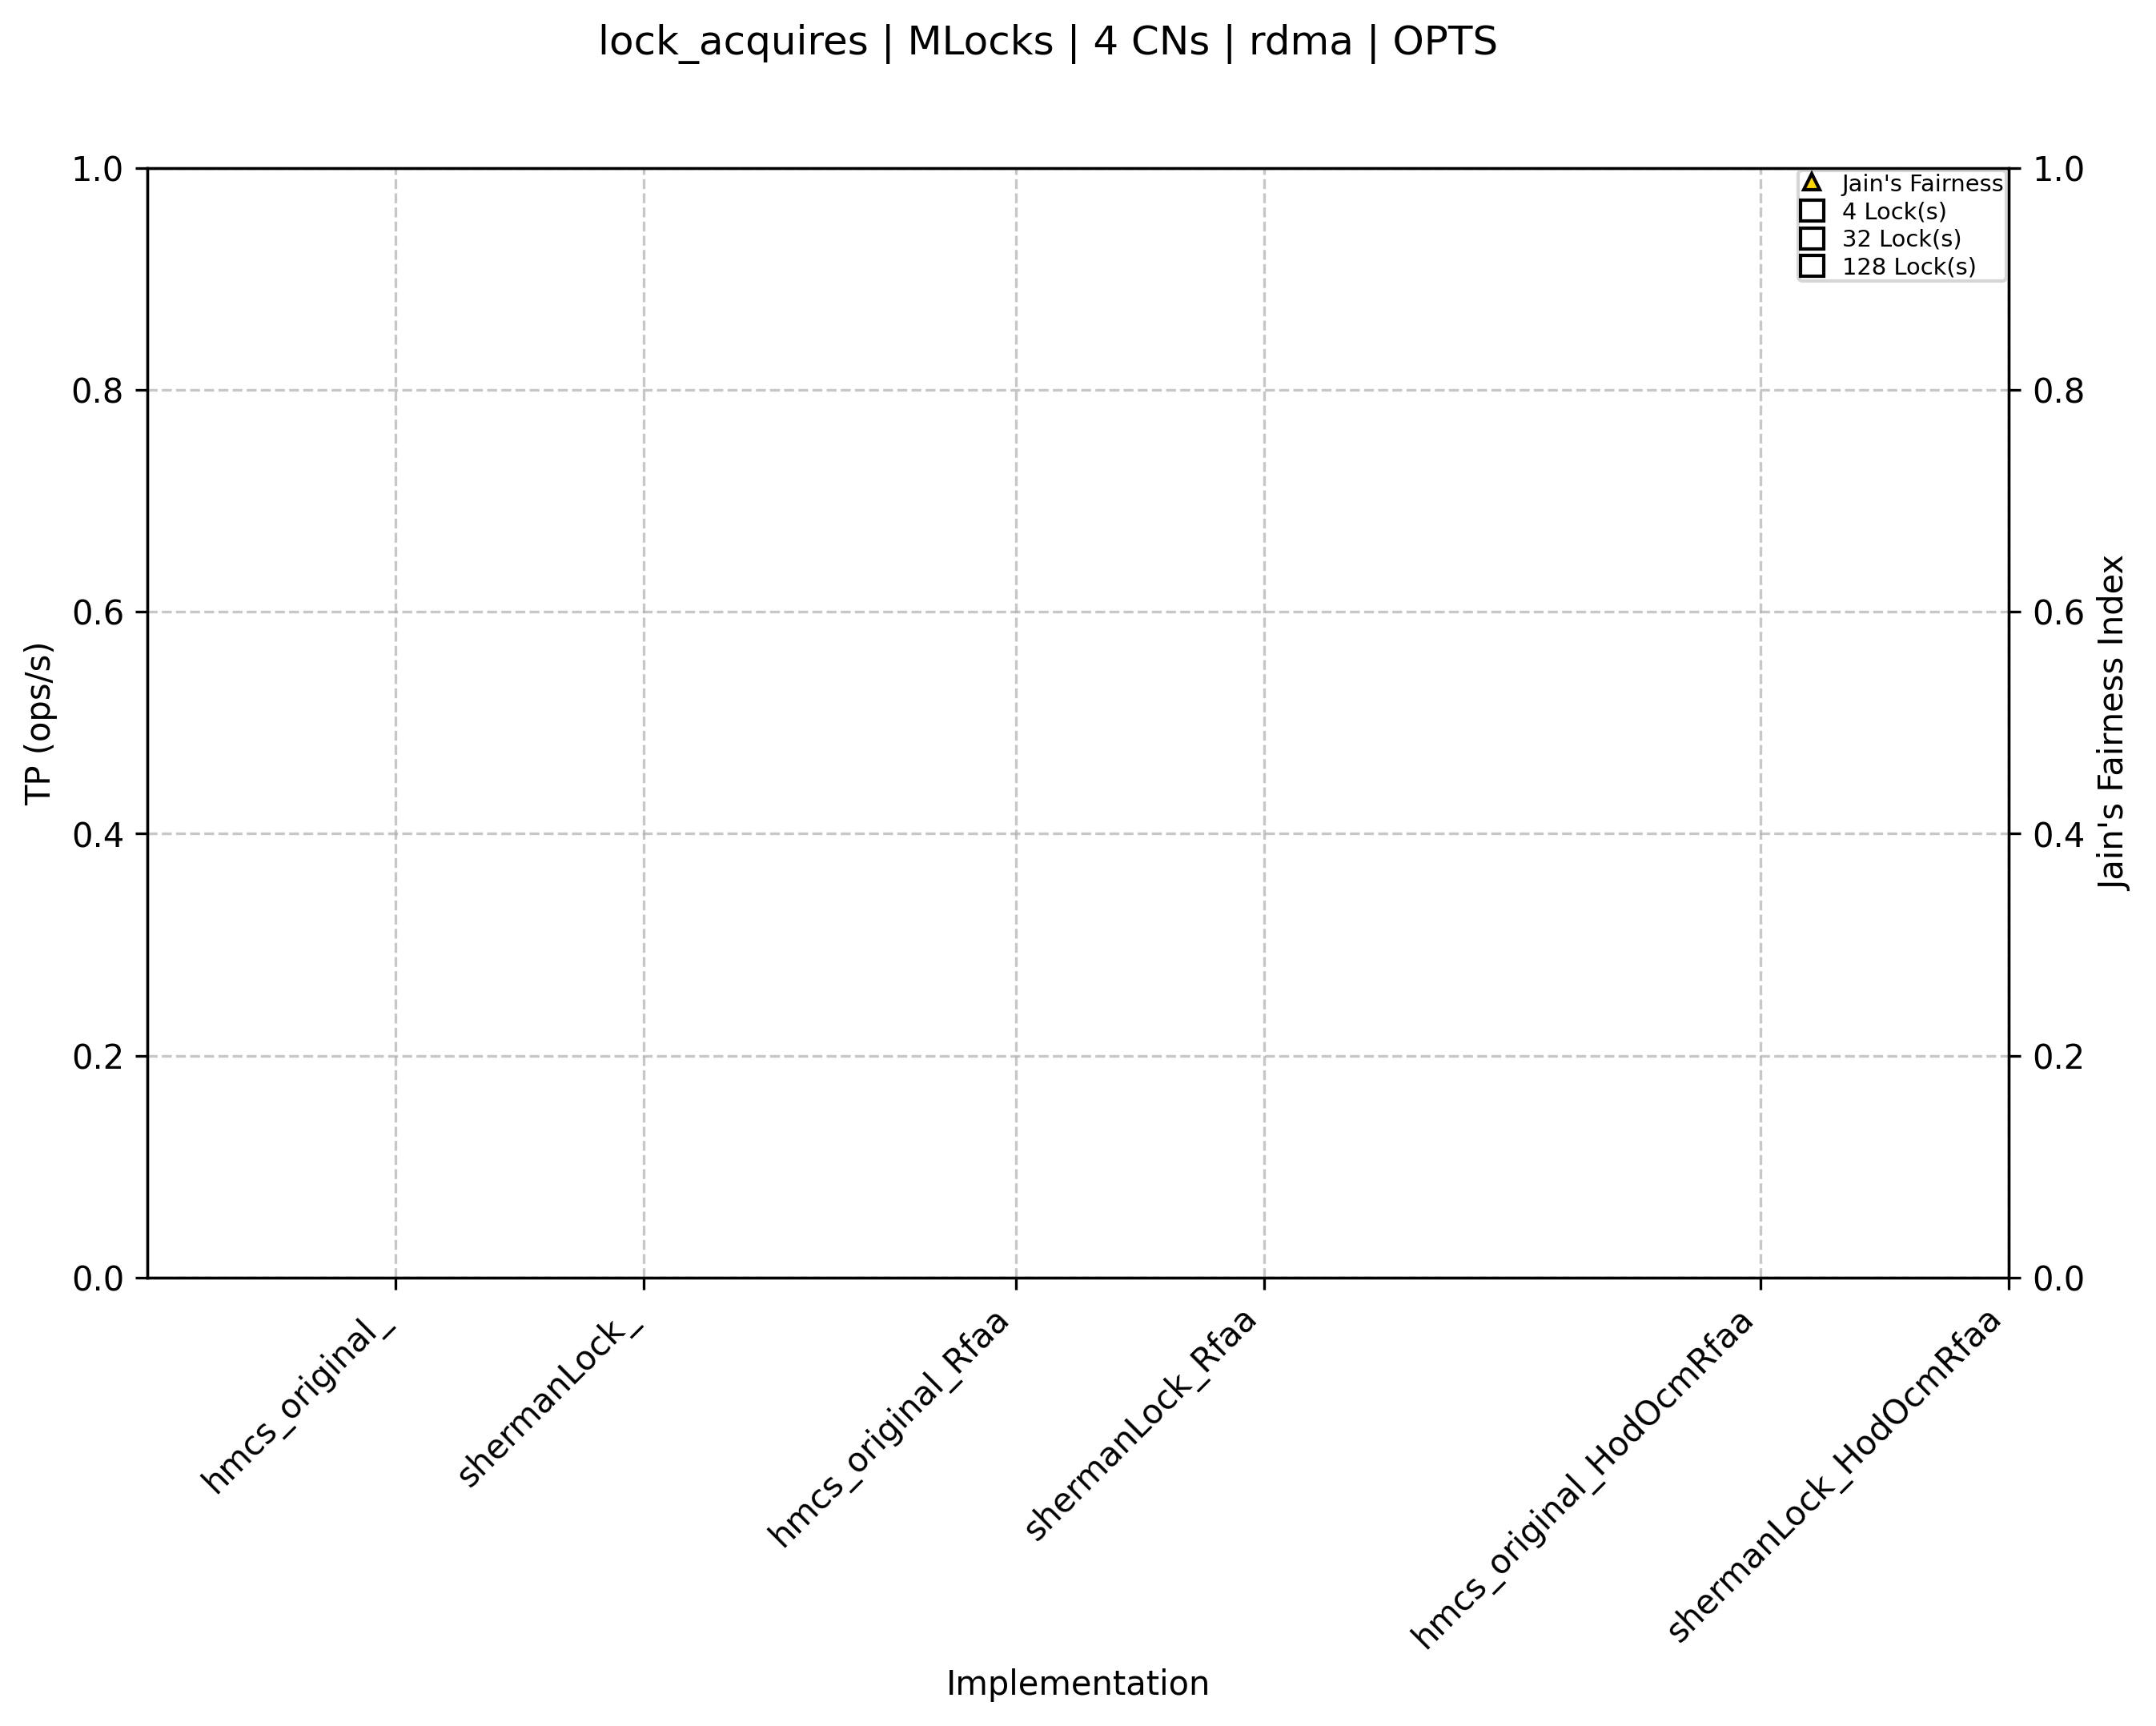 lock_acquires | MLocks | 4 CNs | rdma | OPTS
1.0
0.8
0.6
0.4
0.2
0.0
TP (ops/s)
Jain's Fairness
4 Lock(s)
32 Lock(s)
128 Lock(s)
1.0
0.8
0.6
0.4
0.2
0.0
Jain's Fairness Index
hmcs_original_
shermanLock_
hmcs_original_Rfaa
shermanLock_Rfaa
hmcs_original_HodOcmRfaa
shermanLock_HodOcmRfaa
Implementation